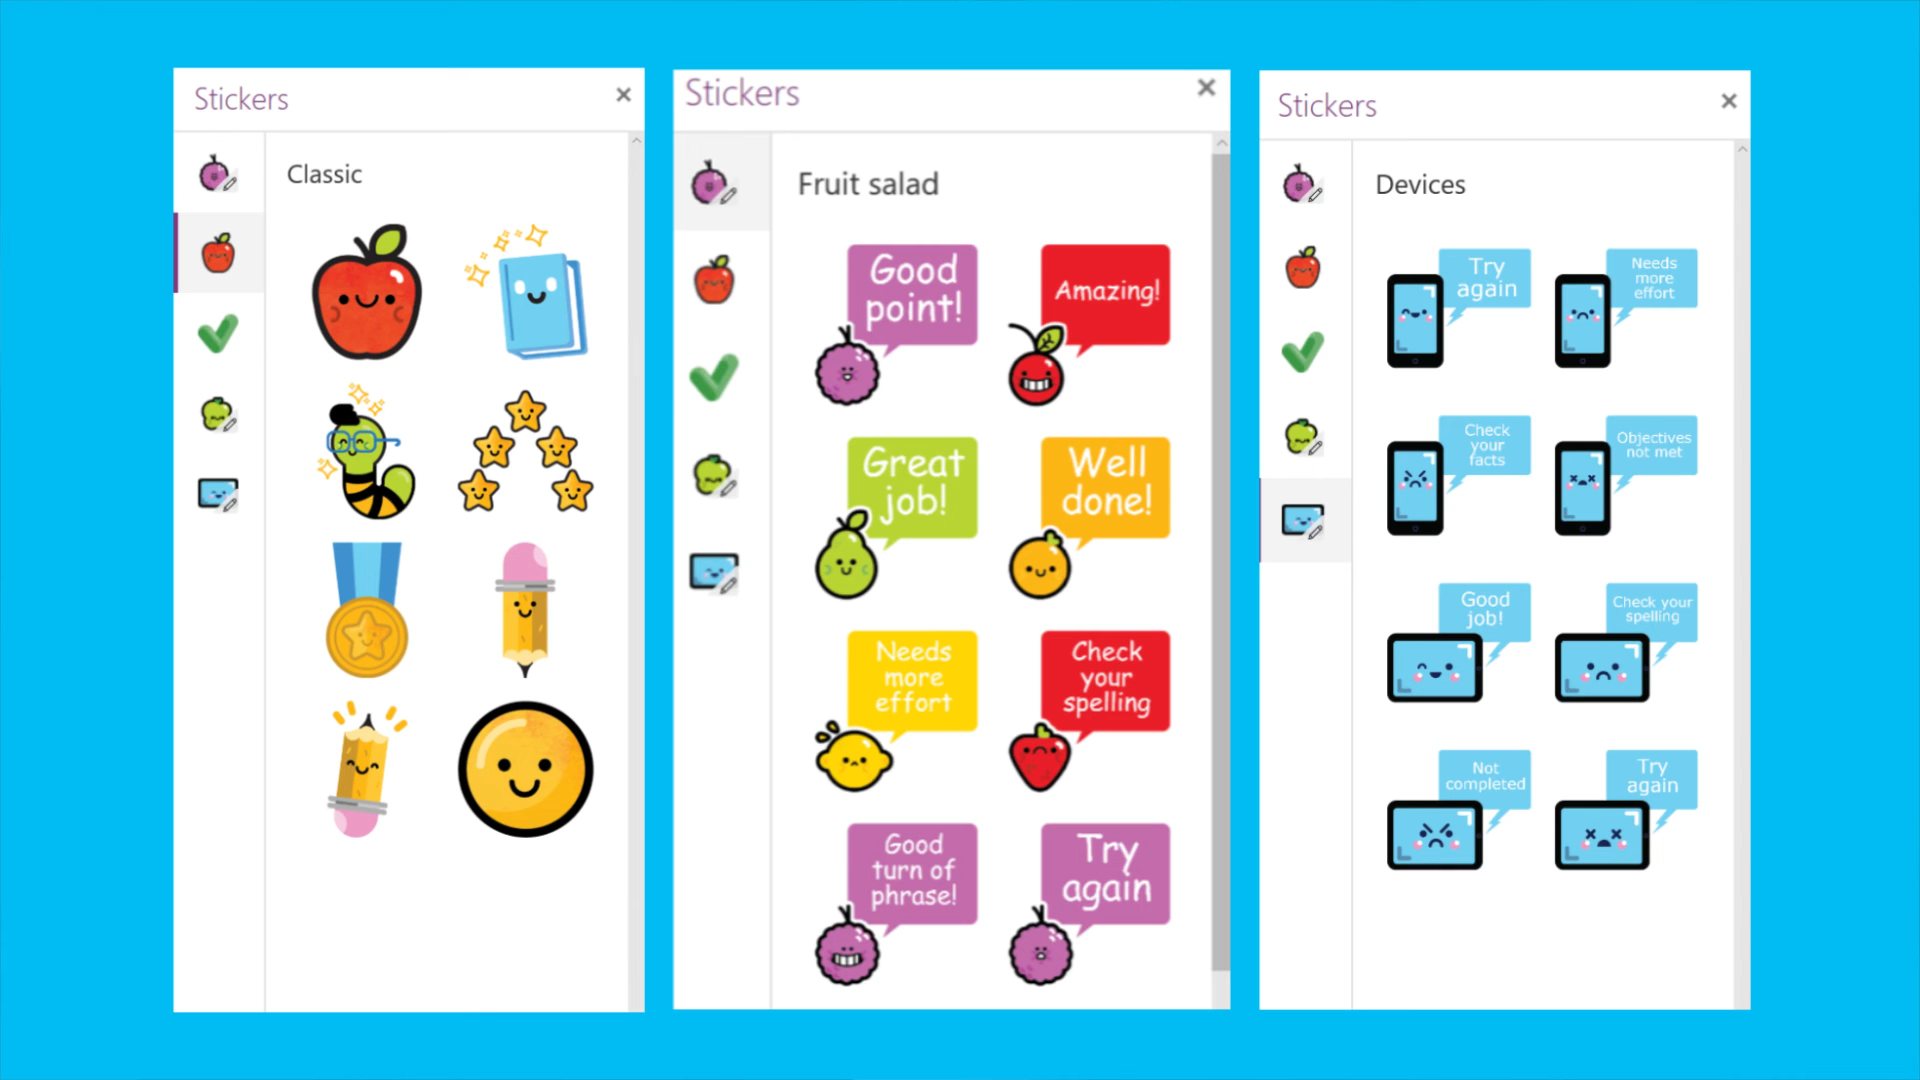 Stickers
Classic
Stickers
Fruit salad
Good
point!
Amazing!
Great
job!
Well
done!
Needs
more
effort
Check
your
spelling
Good
turn of
phrase!
Try
again
Stickers
Devices
Try
again
Needs
more
effort
Check
your
facts
Objectives
not met
Good
job!
Check your
spelling
Not
completed
Try
again